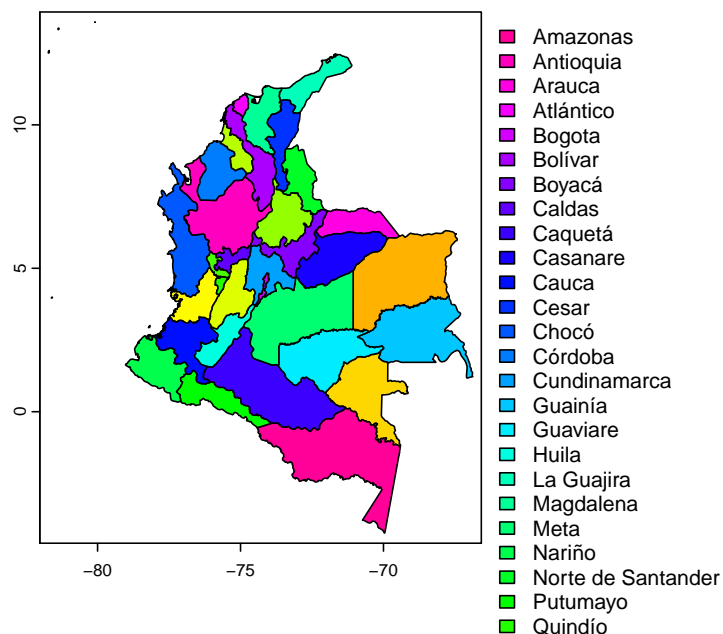 10
5
0
−80
−75
−70
Amazonas
Antioquia
Arauca
Atlántico
Bogota
Bolívar
Boyacá
Caldas
Caquetá
Casanare
Cauca
Cesar
Chocó
Córdoba
Cundinamarca
Guainía
Guaviare
Huila
La Guajira
Magdalena
Meta
Nariño
Norte de Santander
Putumayo
Quindío